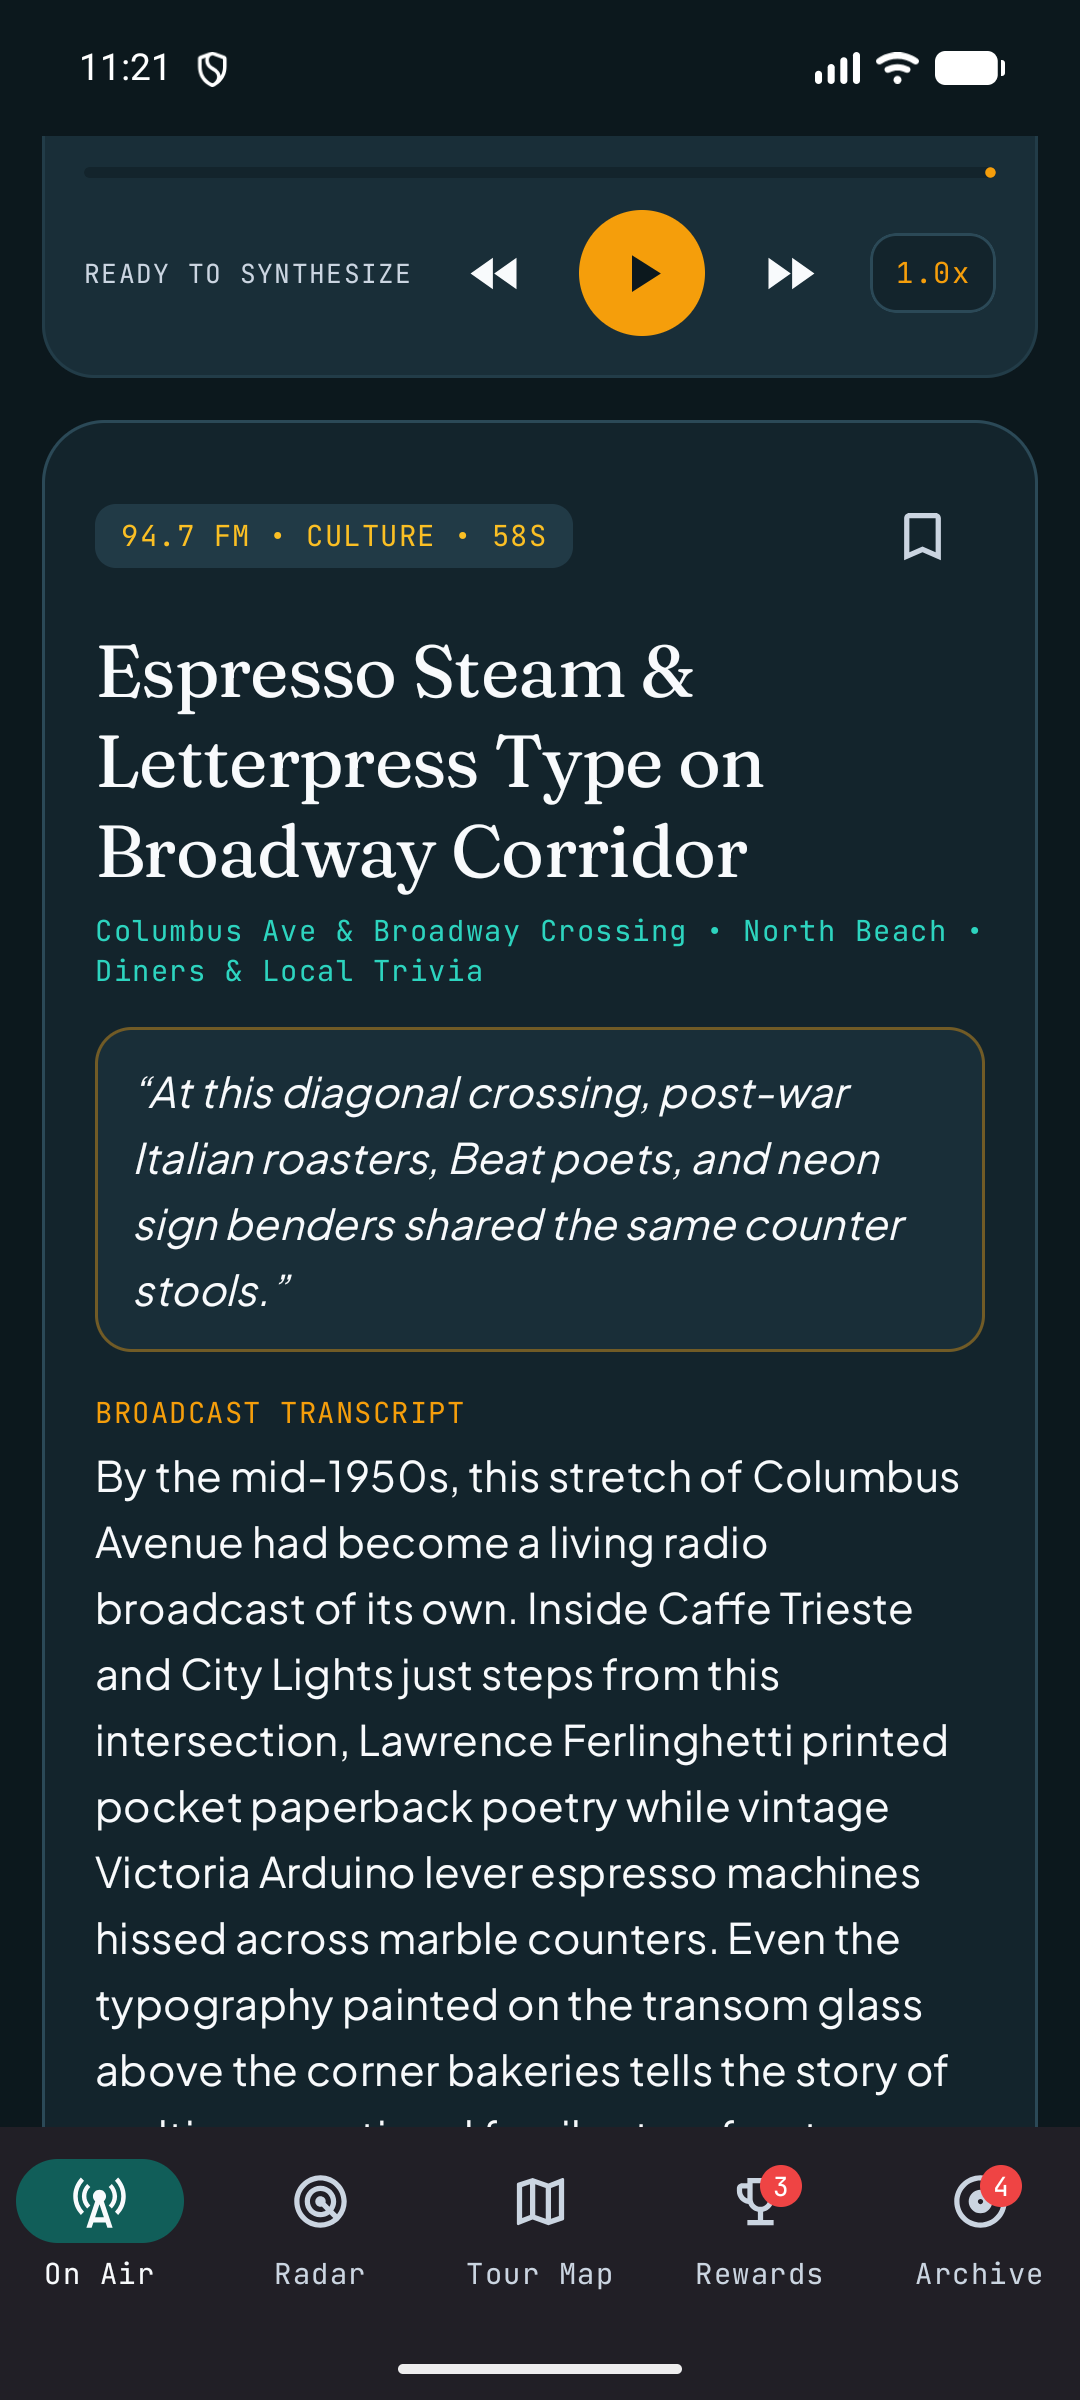 11:21
READY TO SYNTHESIZE
1.0x
94.7 FM • CULTURE • 58S
Espresso Steam &
Letterpress Type on
Broadway Corridor
Columbus Ave & Broadway Crossing • North Beach •
Diners & Local Trivia
“At this diagonal crossing, post-war
Italian roasters, Beat poets, and neon
sign benders shared the same counter
stools.”
BROADCAST TRANSCRIPT
By the mid-1950s, this stretch of Columbus
Avenue had become a living radio
broadcast of its own. Inside Caffe Trieste
and City Lights just steps from this
intersection, Lawrence Ferlinghetti printed
pocket paperback poetry while vintage
Victoria Arduino lever espresso machines
hissed across marble counters. Even the
typography painted on the transom glass
above the corner bakeries tells the story of
3
4
On Air
Radar
Tour Map
Rewards
Archive